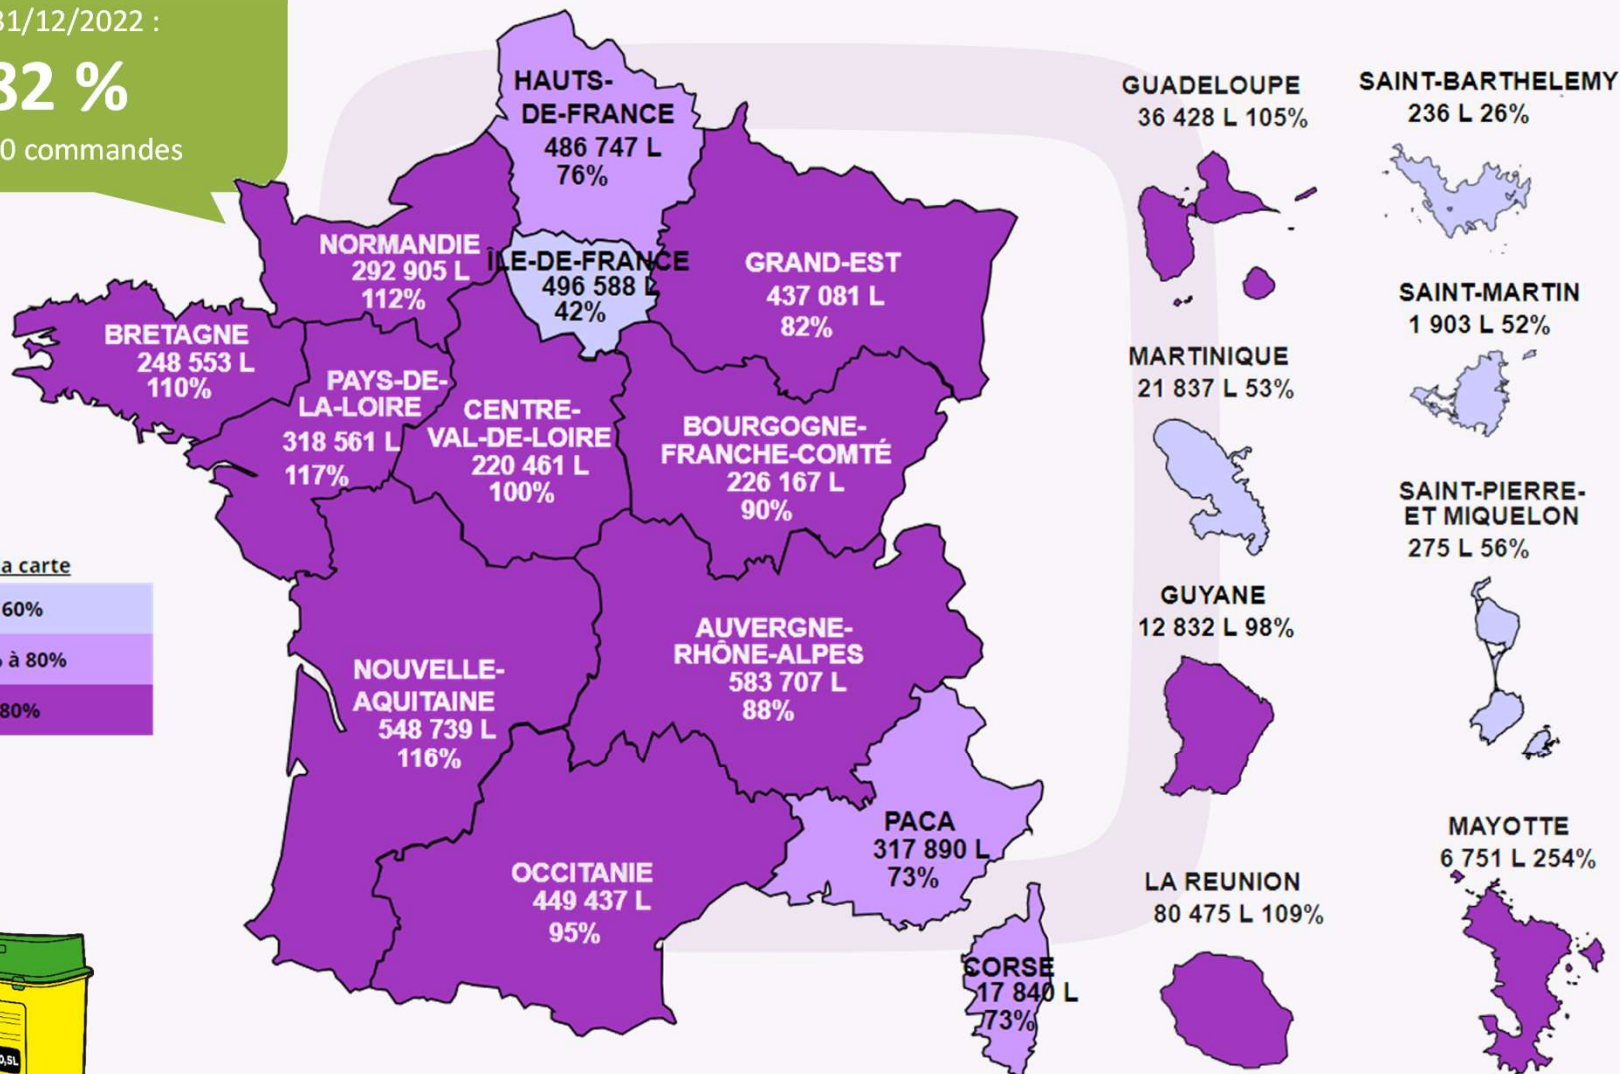 31/12/2022 :
82 %
0 commandes
HAUTS-
DE-FRANCE
486 747 L
76%
NORMANDIE
292 905 L
112%
ÎLE-DE-FRANCE
496 588 L
42%
GRAND-EST
437 081 L
82%
BRETAGNE
248 553 L
110%
PAYS-DE-
LA-LOIRE
318 561 L
117%
CENTRE-
VAL-DE-LOIRE
220 461 L
100%
BOURGOGNE-
FRANCHE-COMTÉ
226 167 L
90%
a carte
60%
à 80%
80%
NOUVELLE-
AQUITAINE
548 739 L
116%
AUVERGNE-
RHÔNE-ALPES
583 707 L
88%
OCCITANIE
449 437 L
95%
PACA
317 890 L
73%
CORSE
17 840 L
73%
0,5L
GUADELOUPE
36 428 L 105%
MARTINIQUE
21 837 L 53%
GUYANE
12 832 L 98%
LA REUNION
80 475 L 109%
SAINT-BARTHELEMY
236 L 26%
SAINT-MARTIN
1 903 L 52%
SAINT-PIERRE-
ET MIQUELON
275 L 56%
MAYOTTE
6 751 L 254%